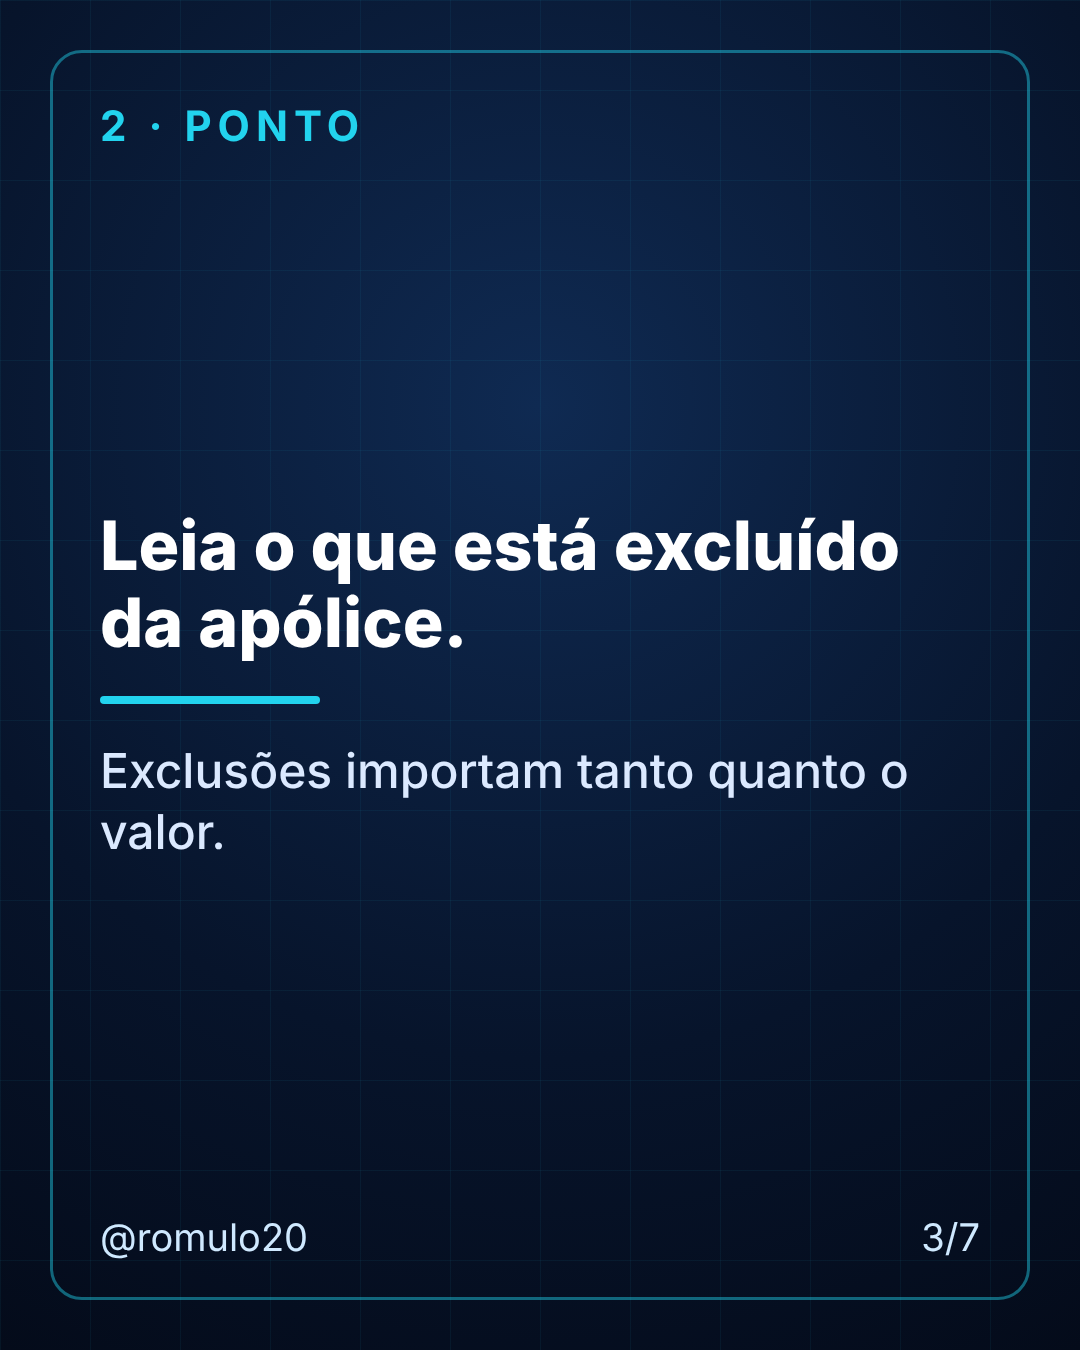 2 · PONTO
Leia o que está excluído
da apólice.
Exclusões importam tanto quanto o
valor.
@romulo20
3/7